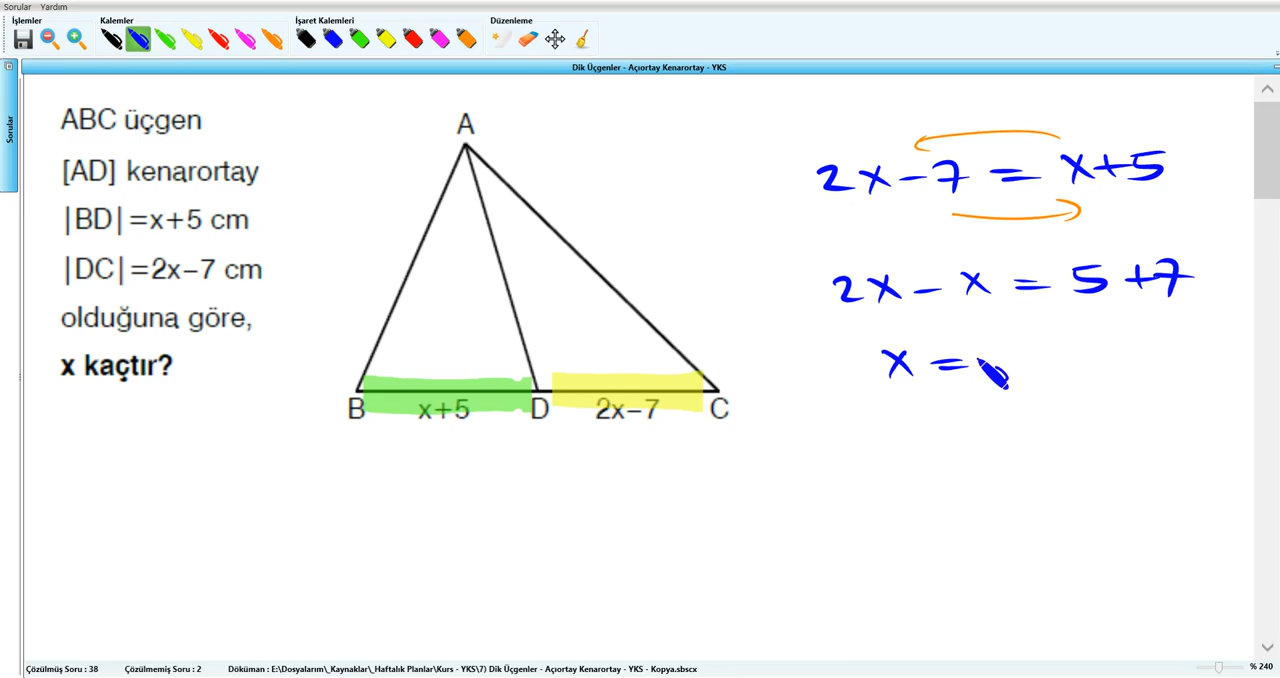 Sorular Yardım
İşlemler Kalemler İşaret Kalemleri Düzenleme
Dik Üçgenler - Açıortay Kenarortay - YKS
Sorular
ABC üçgen
[AD] kenarortay
|BD|=x+5 cm
|DC|=2x−7 cm
olduğuna göre,
x kaçtır?
A
B x+5 D 2x−7 C
2x − 7 = x+5
2x − x = 5 +7
x =
Çözülmüş Soru : 38 Çözülmemiş Soru : 2 Döküman : E:\Dosyalarım\_Kaynaklar\_Haftalık Planlar\Kurs - YKS\7) Dik Üçgenler - Açıortay Kenarortay - YKS - Kopya.sbscx % 240